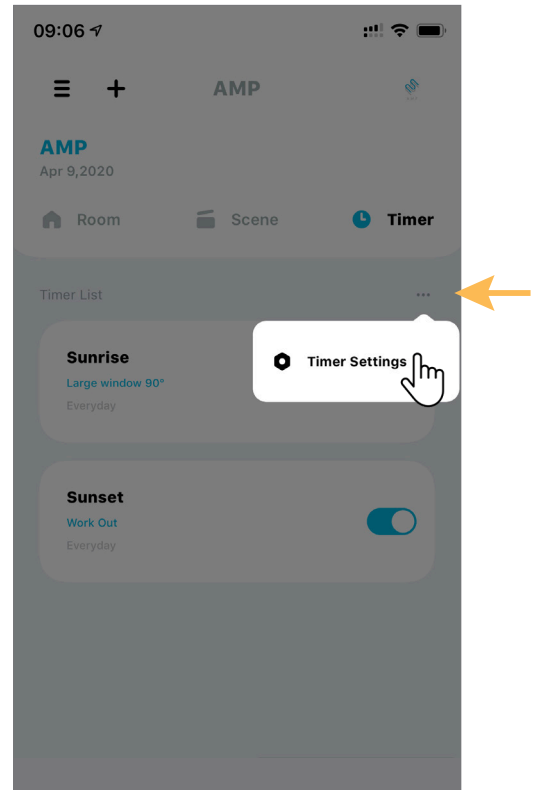 09:06
AMP
AMP
Apr 9,2020
Room
Scene
Timer
Timer List
Timer Settings
Sunrise
Large window 90°
Everyday
Sunset
Work Out
Everyday